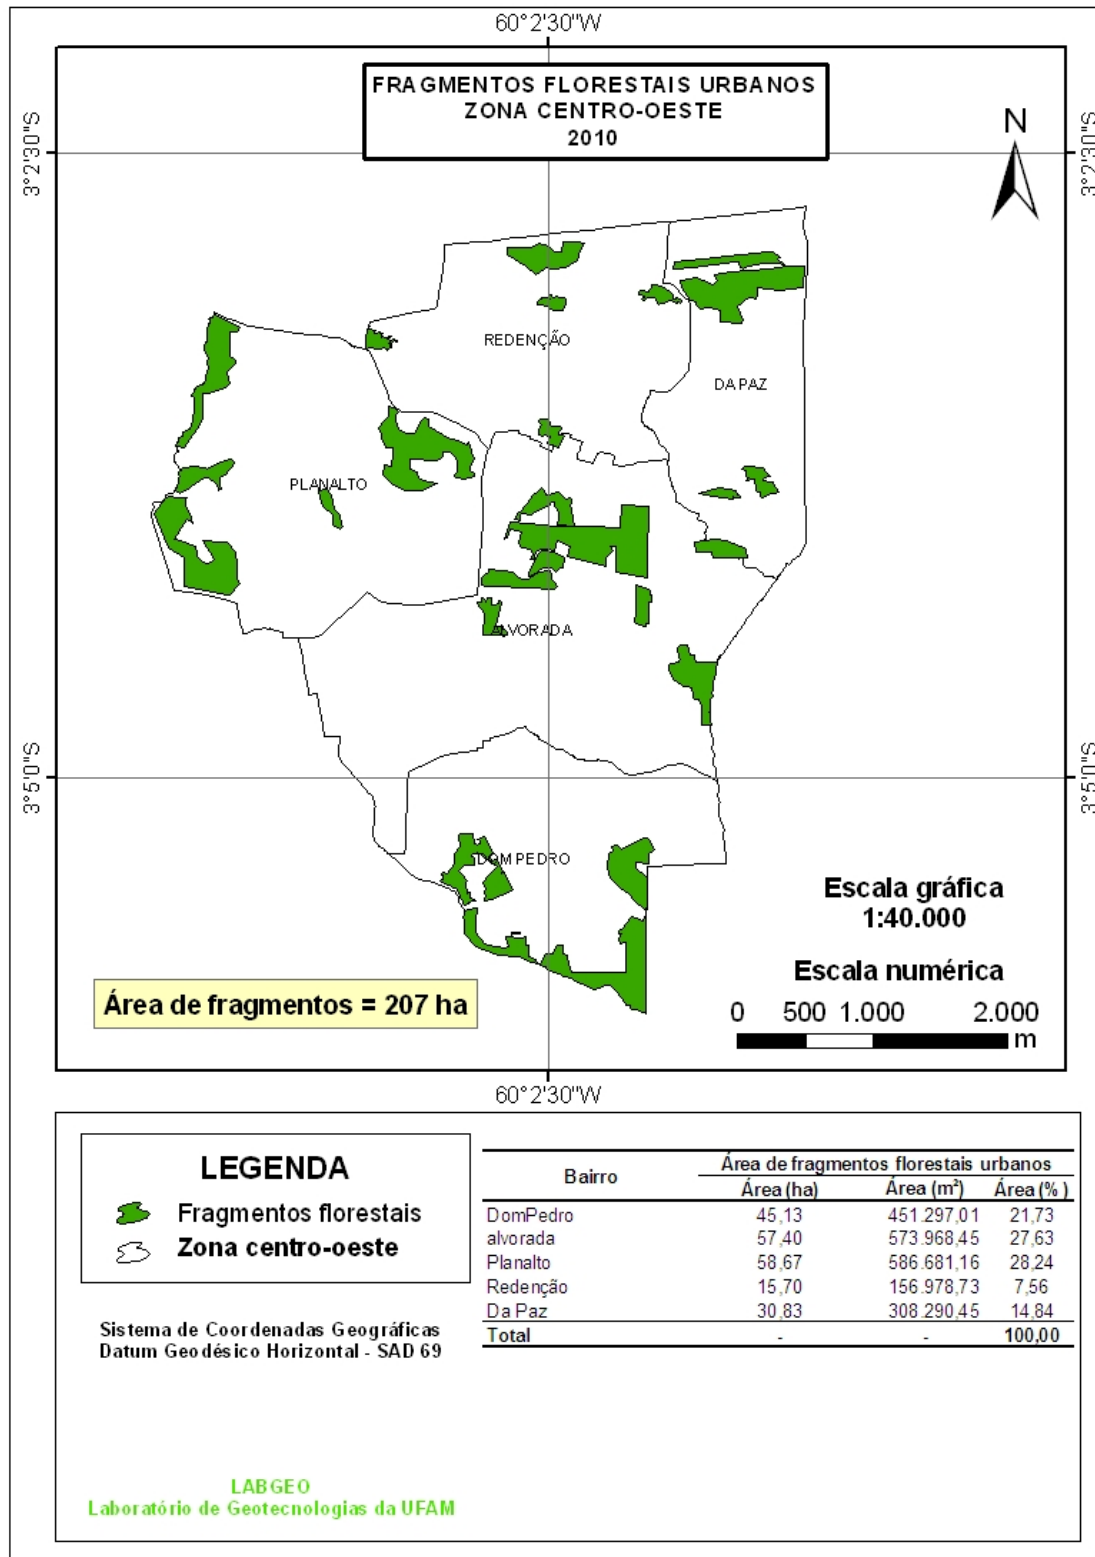 60°2'30"W
FRAGMENTOS FLORESTAIS URBANOS
ZONA CENTRO-OESTE
2010
N
3°2'30"S
3°2'30"S
REDENÇÃO
DA PAZ
PLANALTO
ALVORADA
3°5'0"S
3°5'0"S
DOM PEDRO
Escala gráfica
1:40.000
Escala numérica
0 500 1.000 2.000
m
Área de fragmentos = 207 ha
60°2'30"W
LEGENDA
Fragmentos florestais
Zona centro-oeste
Sistema de Coordenadas Geográficas
Datum Geodésico Horizontal - SAD 69
LABGEO
Laboratório de Geotecnologias da UFAM
Bairro Área de fragmentos florestais urbanos
Área (ha) Área (m²) Área (%)
DomPedro 45,13 451.297,01 21,73
alvorada 57,40 573.968,45 27,63
Planalto 58,67 586.681,16 28,24
Redenção 15,70 156.978,73 7,56
Da Paz 30,83 308.290,45 14,84
Total - - 100,00